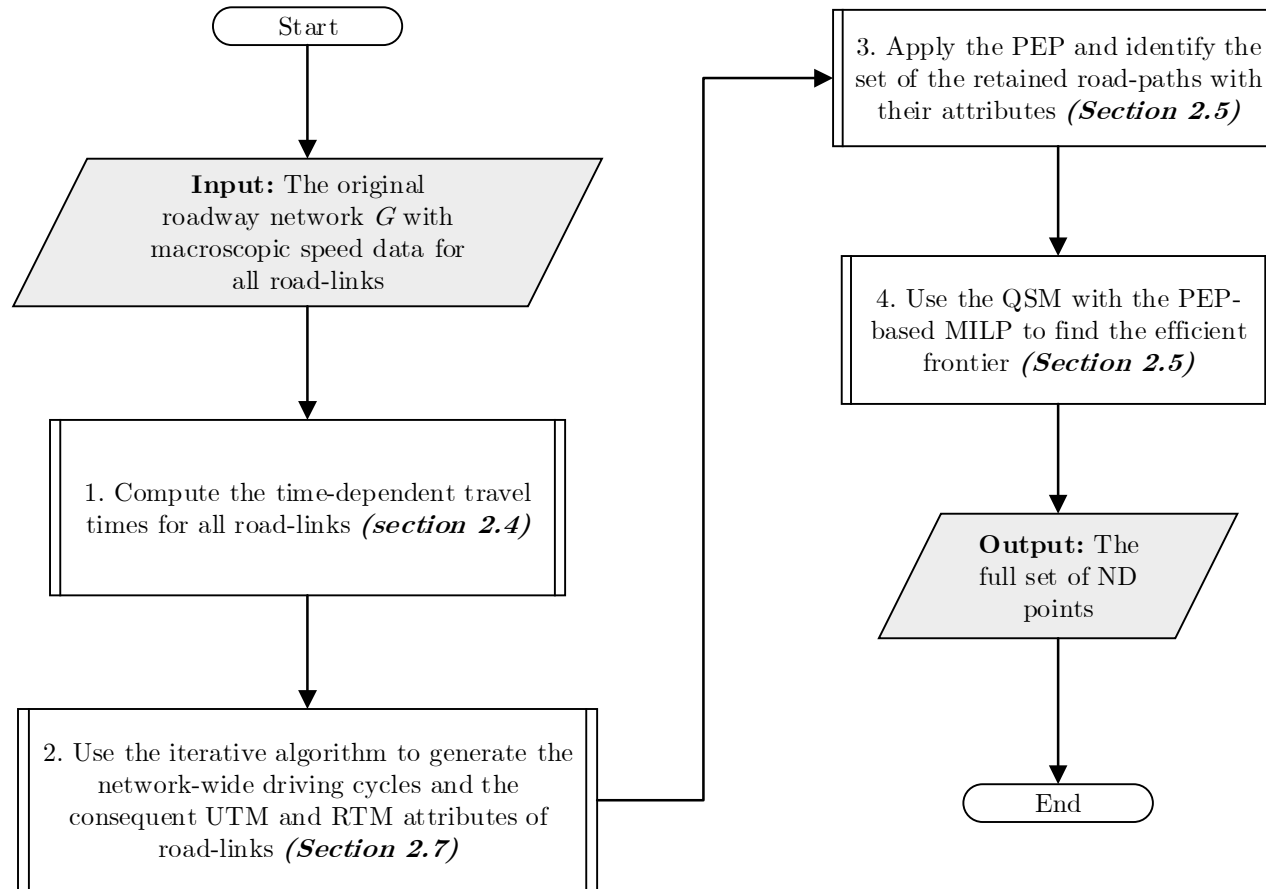 Start
Input: The original
roadway network G with
macroscopic speed data for
all road-links
1. Compute the time-dependent travel
times for all road-links (section 2.4)
2. Use the iterative algorithm to generate the
network-wide driving cycles and the
consequent UTM and RTM attributes of
road-links (Section 2.7)
3. Apply the PEP and identify the
set of the retained road-paths with
their attributes (Section 2.5)
4. Use the QSM with the PEP-
based MILP to find the efficient
frontier (Section 2.5)
Output: The
full set of ND
points
End